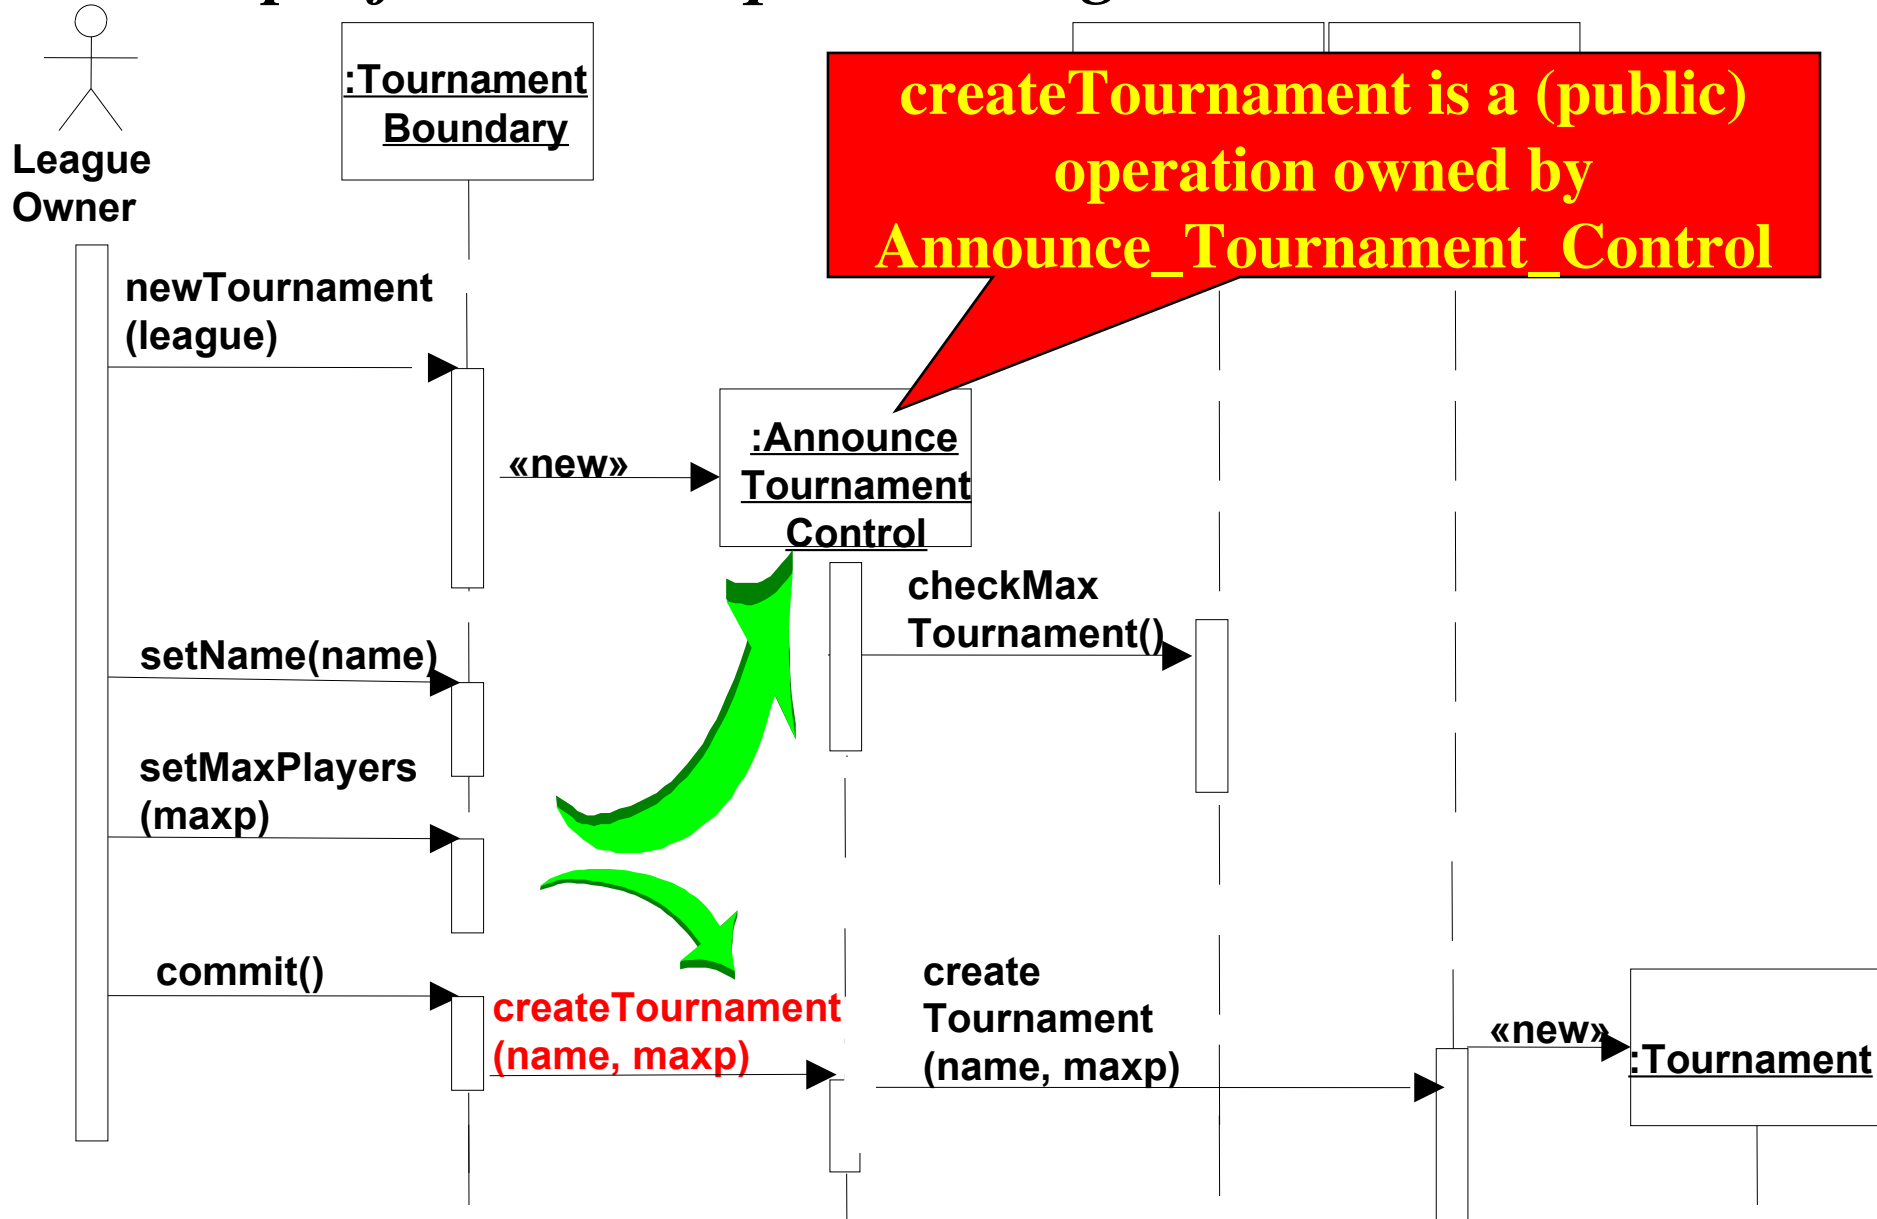 :Tournament
Boundary
createTournament is a (public)
operation owned by
Announce_Tournament_Control
League
Owner
newTournament
(league)
«new»
:Announce
Tournament
Control
checkMax
Tournament()
setName(name)
setMaxPlayers
(maxp)
commit()
createTournament
(name, maxp)
create
Tournament
(name, maxp)
«new»
:Tournament